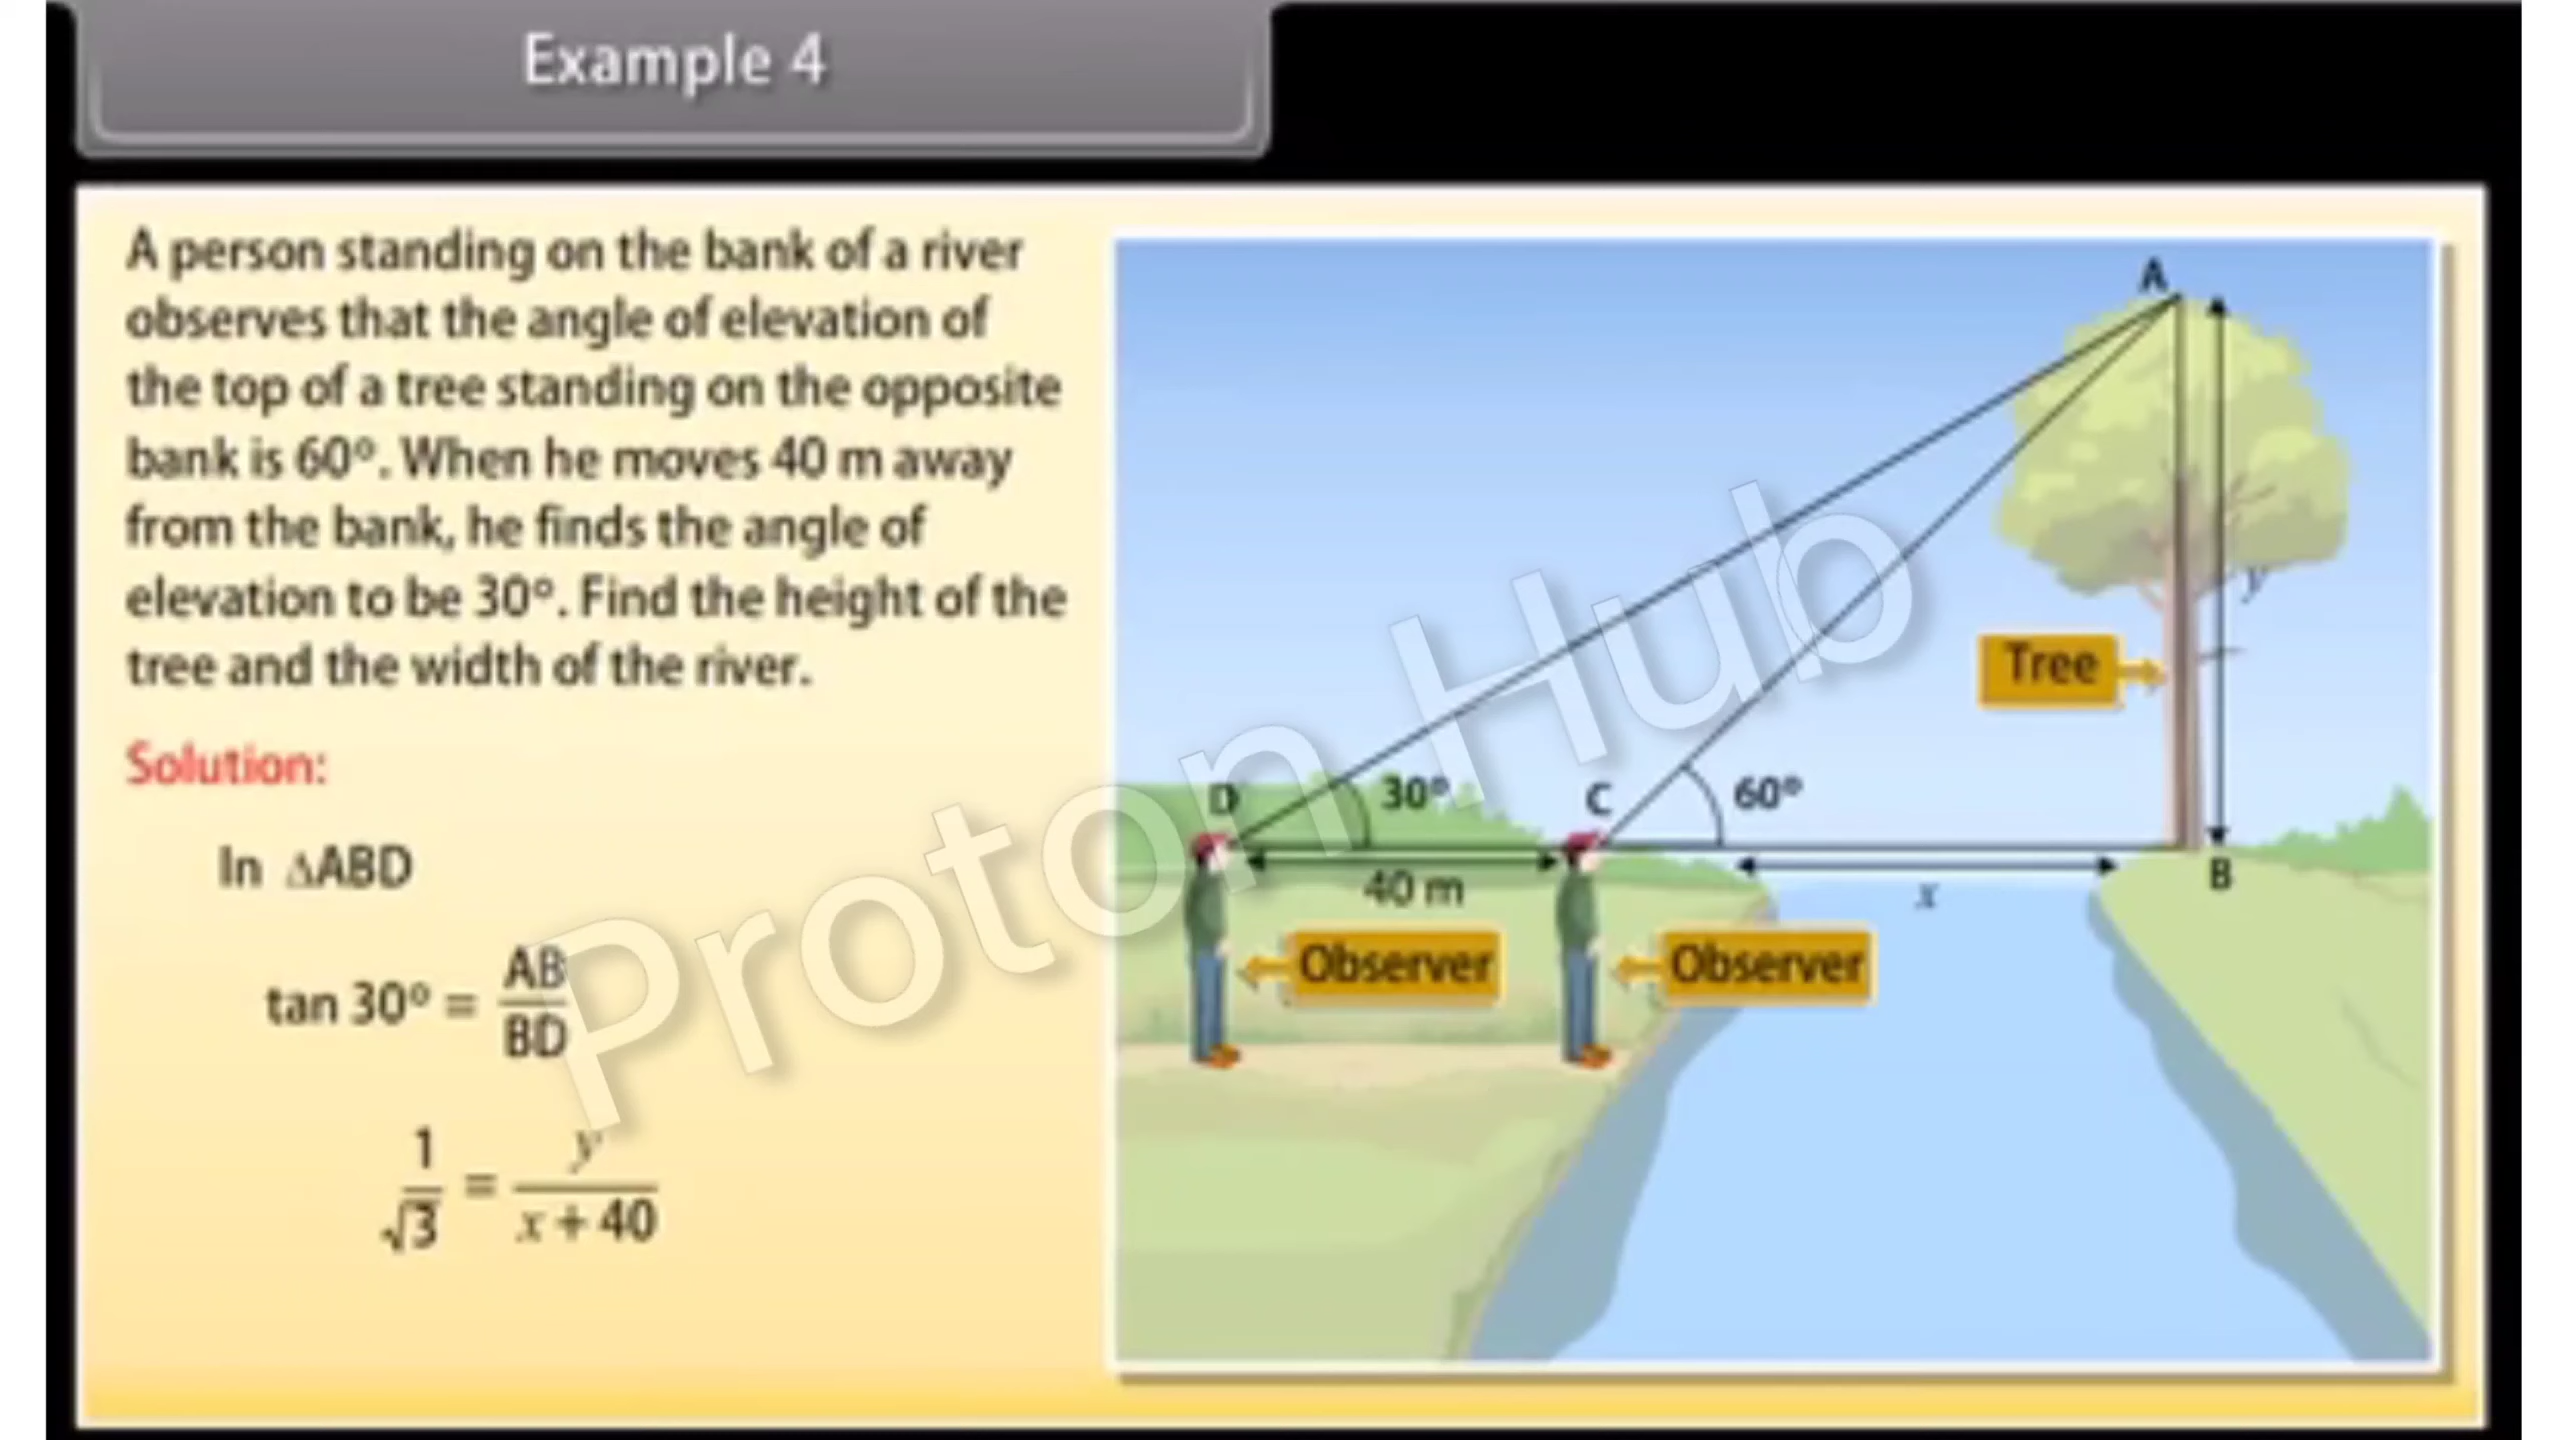 Example 4
A person standing on the bank of a river
observes that the angle of elevation of
the top of a tree standing on the opposite
bank is 60°. When he moves 40 m away
from the bank, he finds the angle of
elevation to be 30°. Find the height of the
tree and the width of the river.
Solution:
In ΔABD
tan 30° = AB/BD
1/√3 = y/(x + 40)
A
y
Tree
D 30° C 60°
40 m x B
Observer Observer
Proton Hub